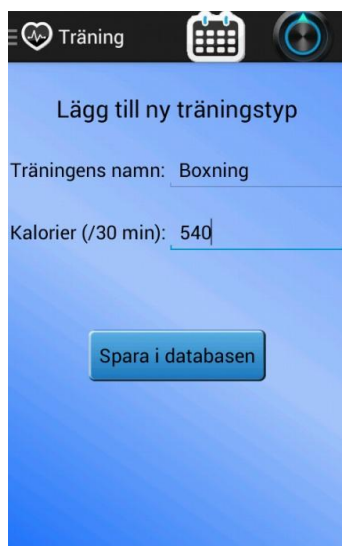 Träning
Lägg till ny träningstyp
Träningens namn: Boxning
Kalorier (/30 min): 540
Spara i databasen